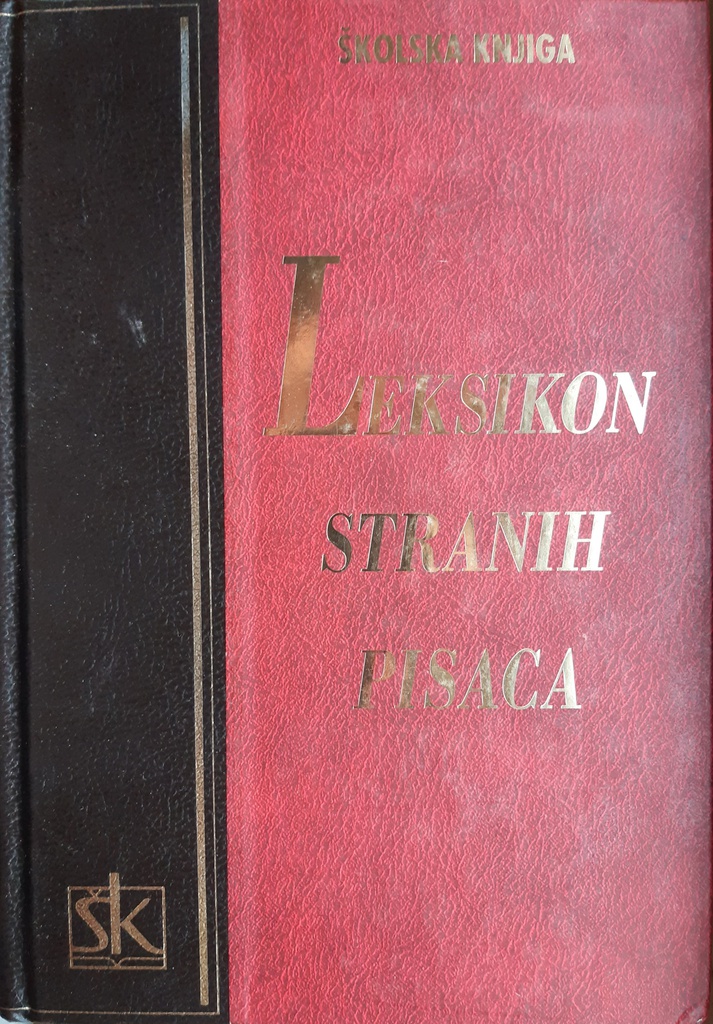 ŠKOLSKA KNJIGA
LEKSIKON
STRANIH
PISACA
šk